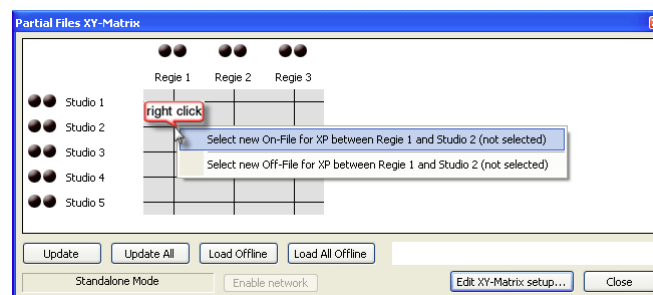 Partial Files XY-Matrix
Regie 1 Regie 2 Regie 3
Studio 1
right click
Studio 2
Select new On-File for XP between Regie 1 and Studio 2 (not selected)
Studio 3
Select new Off-File for XP between Regie 1 and Studio 2 (not selected)
Studio 4
Studio 5
Update Update All Load Offline Load All Offline
Standalone Mode Enable network Edit XY-Matrix setup... Close